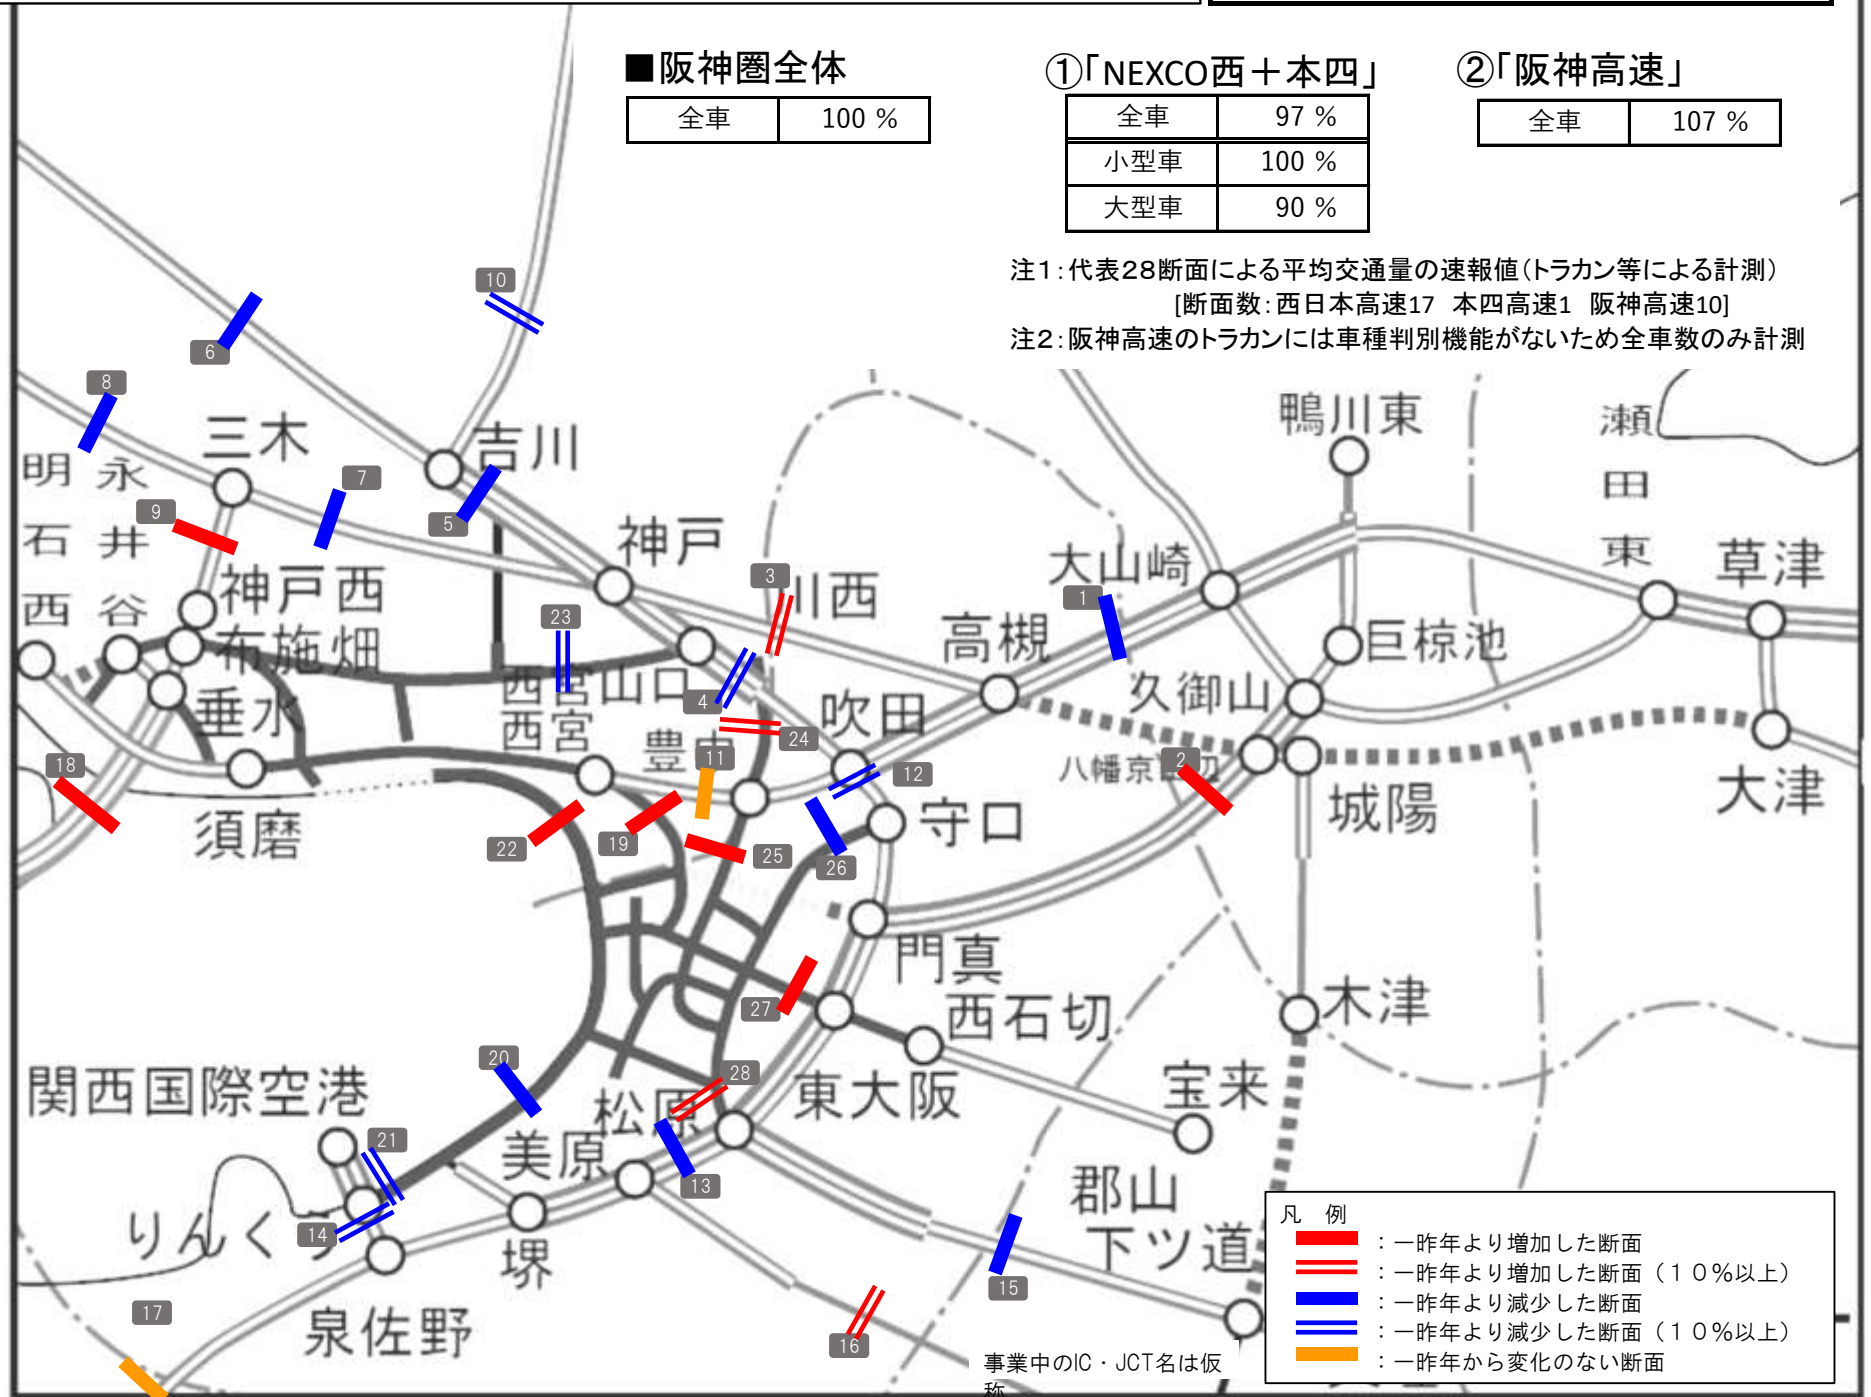 ■阪神圏全体
全車 100 %
①「NEXCO西＋本四」
全車 97 %
小型車 100 %
大型車 90 %
②「阪神高速」
全車 107 %
注1：代表28断面による平均交通量の速報値（トラカン等による計測）
[断面数：西日本高速17 本四高速1 阪神高速10]
注2：阪神高速のトラカンには車種判別機能がないため全車数のみ計測
10
6
8
三木
吉川
鴨川東
瀬田東
明石西
永井谷
7
9
5
神戸
大山崎
草津
神戸西
3
川西
1
布施畑
23
高槻
巨椋池
西宮山口
4
久御山
垂水
西宮
24
吹田
豊中
11
12
八幡京田辺
2
18
大津
須磨
22
19
25
26
守口
城陽
門真
27
西石切
木津
関西国際空港
20
松原
28
東大阪
宝来
21
美原
13
郡山下ツ道
りんくう
14
堺
15
17
泉佐野
16
事業中のIC・JCT名は仮
称
凡 例
：一昨年より増加した断面
：一昨年より増加した断面（１０％以上）
：一昨年より減少した断面
：一昨年より減少した断面（１０％以上）
：一昨年から変化のない断面